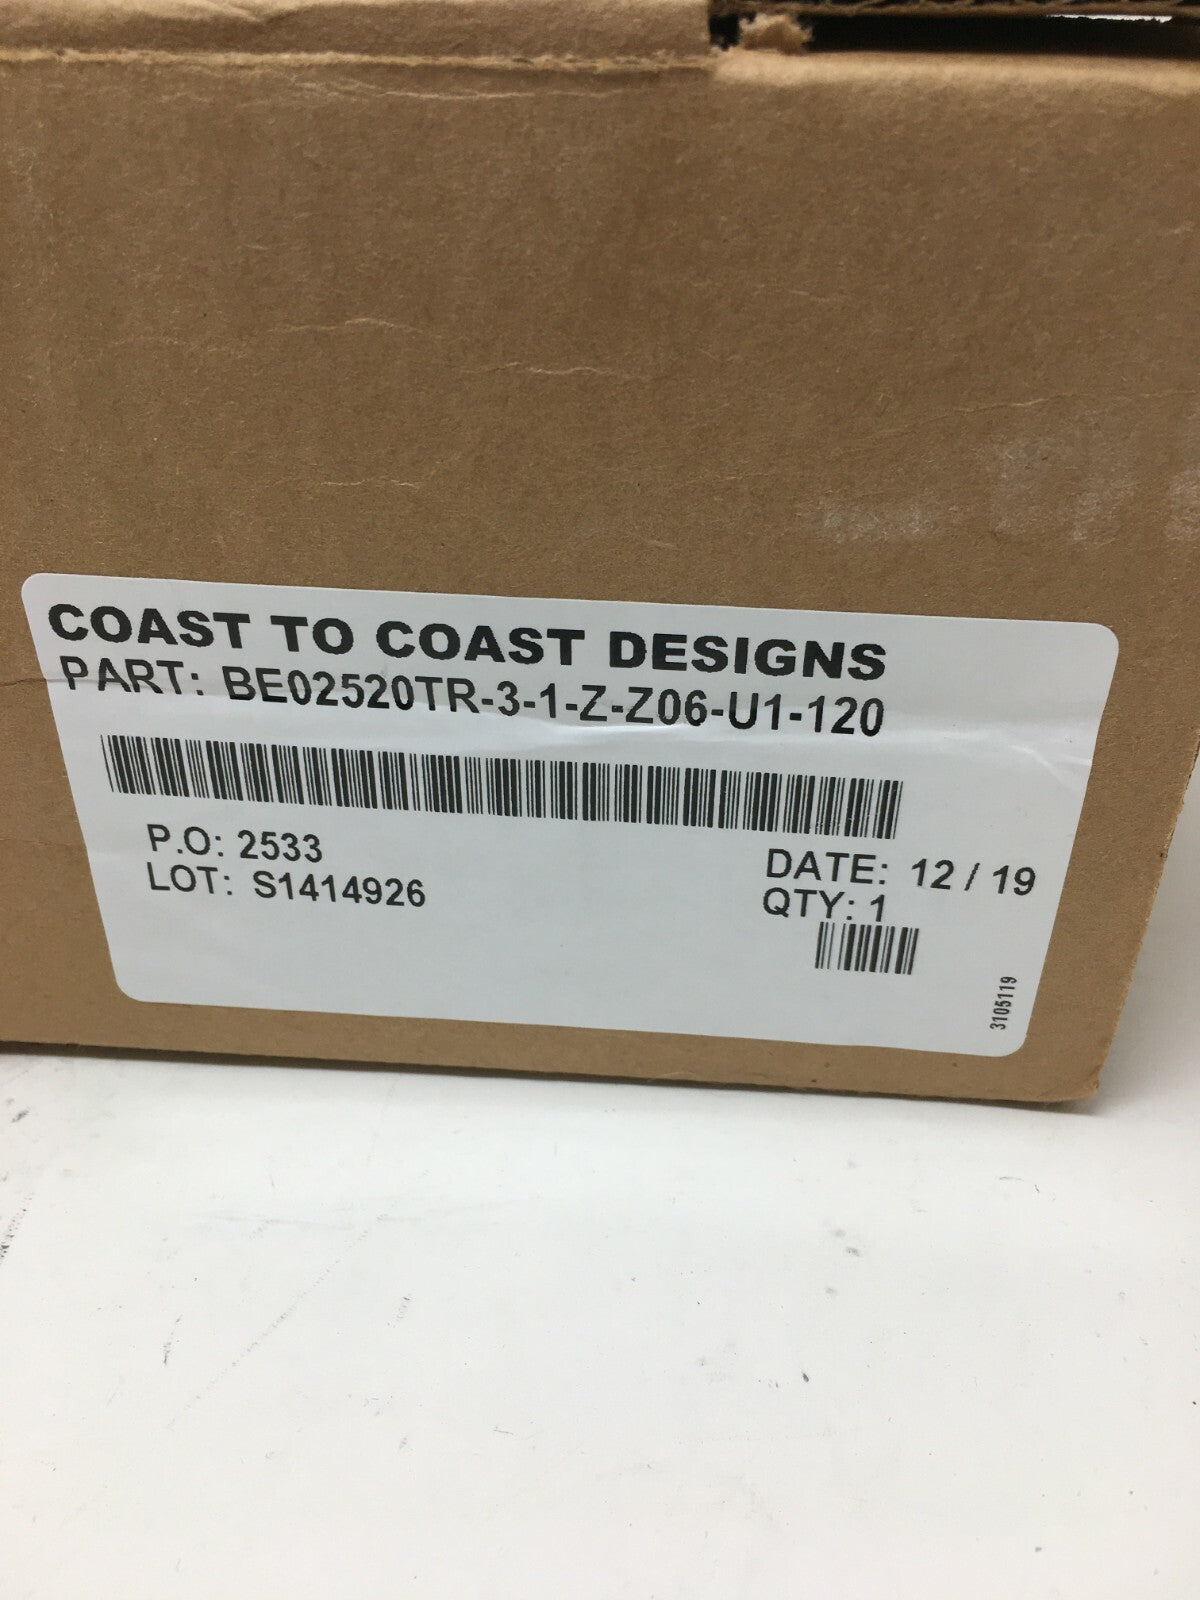 COAST TO COAST DESIGNS
PART: BE02520TR-3-1-Z-Z06-U1-120
P.O: 2533
LOT: S1414926
DATE: 12 / 19
QTY: 1
3105119